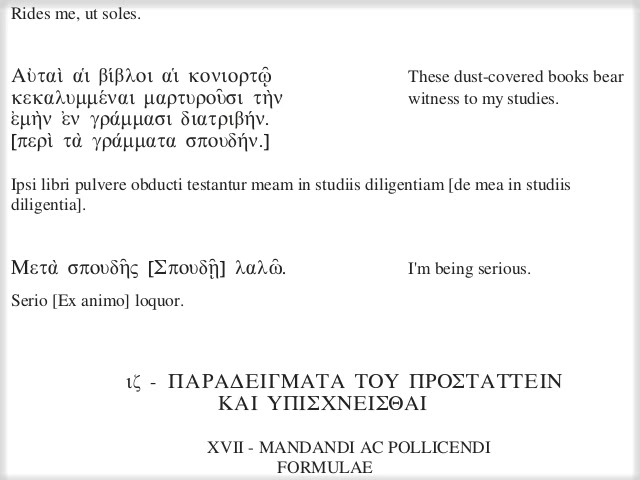 Rides me, ut soles.
Αὐταὶ αἱ βίβλοι αἱ κονιορτῷ
These dust-covered books bear
κεκαλυμμέναι μαρτυροῦσι τὴν
witness to my studies.
ἐμὴν ἐν γράμμασι διατριβήν.
[περὶ τὰ γράμματα σπουδήν.]
Ipsi libri pulvere obducti testantur meam in studiis diligentiam [de mea in studiis
diligentia].
Μετὰ σπουδῆς [Σπουδῇ] λαλῶ.
I'm being serious.
Serio [Ex animo] loquor.
ιζ - ΠΑΡΑΔΕΙΓΜΑΤΑ ΤΟΥ ΠΡΟΣΤΑΤΤΕΙΝ
ΚΑΙ ΥΠΙΣΧΝΕΙΣΘΑΙ
XVII - MANDANDI AC POLLICENDI
FORMULAE